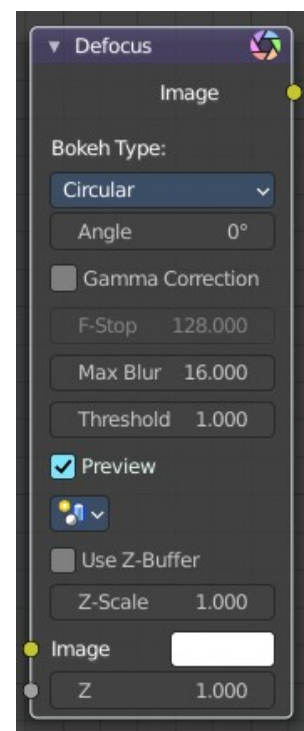 Defocus
Image
Bokeh Type:
Circular
Angle 0°
Gamma Correction
F-Stop 128.000
Max Blur 16.000
Threshold 1.000
Preview
Use Z-Buffer
Z-Scale 1.000
Image
Z 1.000